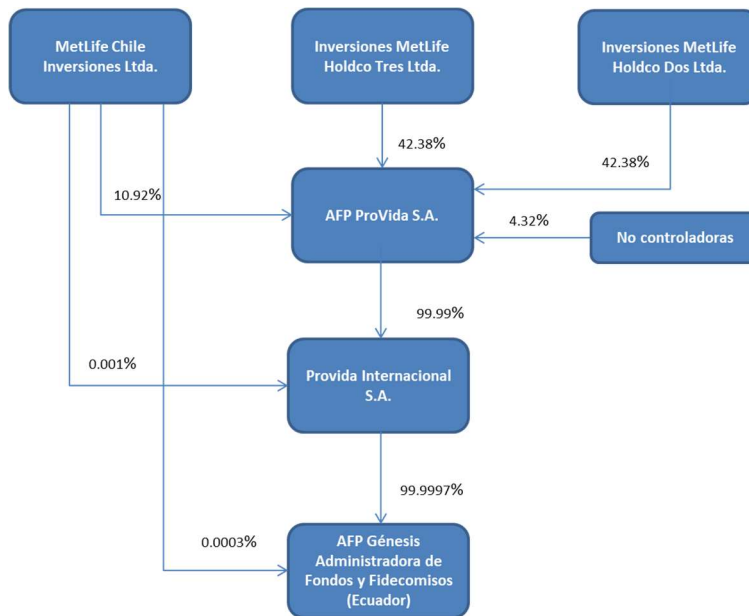 MetLife Chile
Inversiones Ltda.
Inversiones MetLife
Holdco Tres Ltda.
Inversiones MetLife
Holdco Dos Ltda.
42.38%
42.38%
10.92%
AFP ProVida S.A.
4.32%
No controladoras
99.99%
0.001%
Provida Internacional
S.A.
99.9997%
0.0003%
AFP Génesis
Administradora de
Fondos y Fidecomisos
(Ecuador)